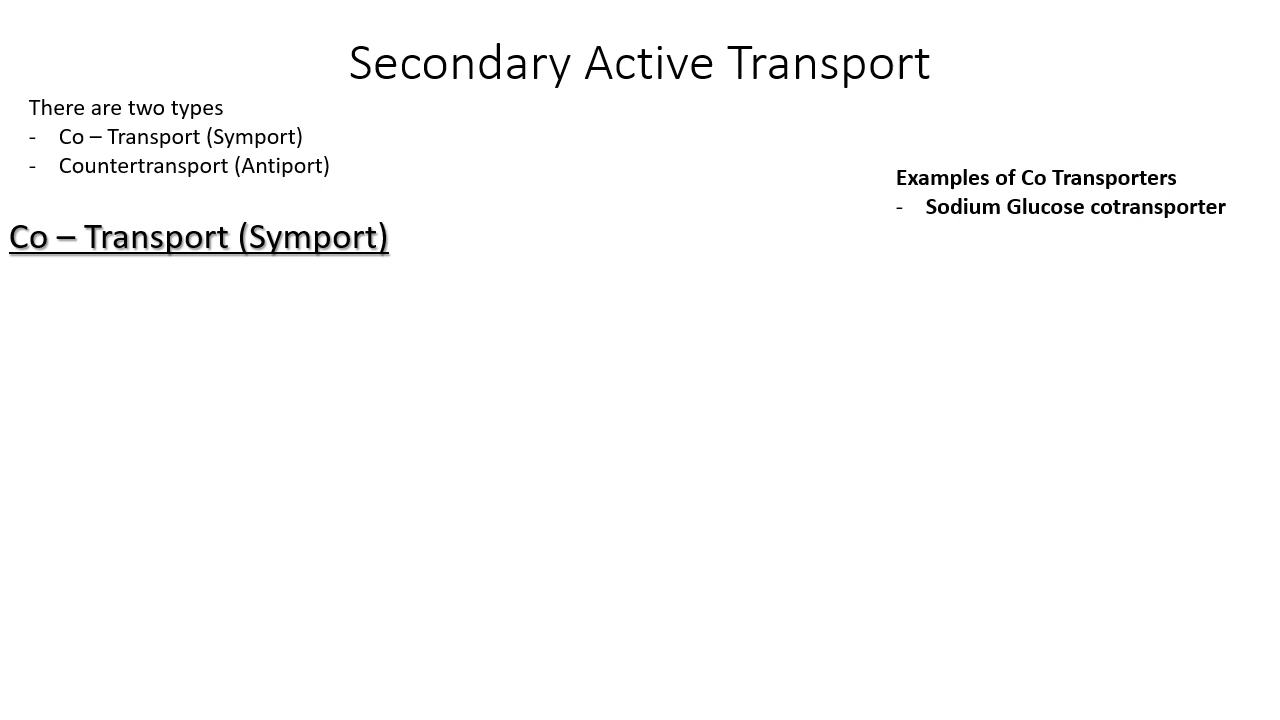 Secondary Active Transport
There are two types
- Co – Transport (Symport)
- Countertransport (Antiport)
Examples of Co Transporters
- Sodium Glucose cotransporter
Co – Transport (Symport)